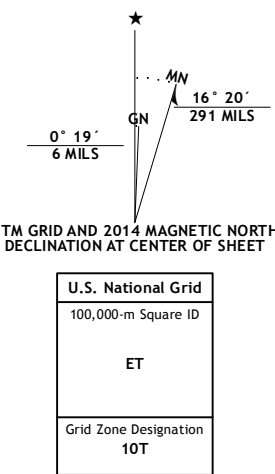 ★
MN
GN
16° 20´
291 MILS
0° 19´
6 MILS
TM GRID AND 2014 MAGNETIC NORTH
DECLINATION AT CENTER OF SHEET
U.S. National Grid
100,000-m Square ID
ET
Grid Zone Designation
10T